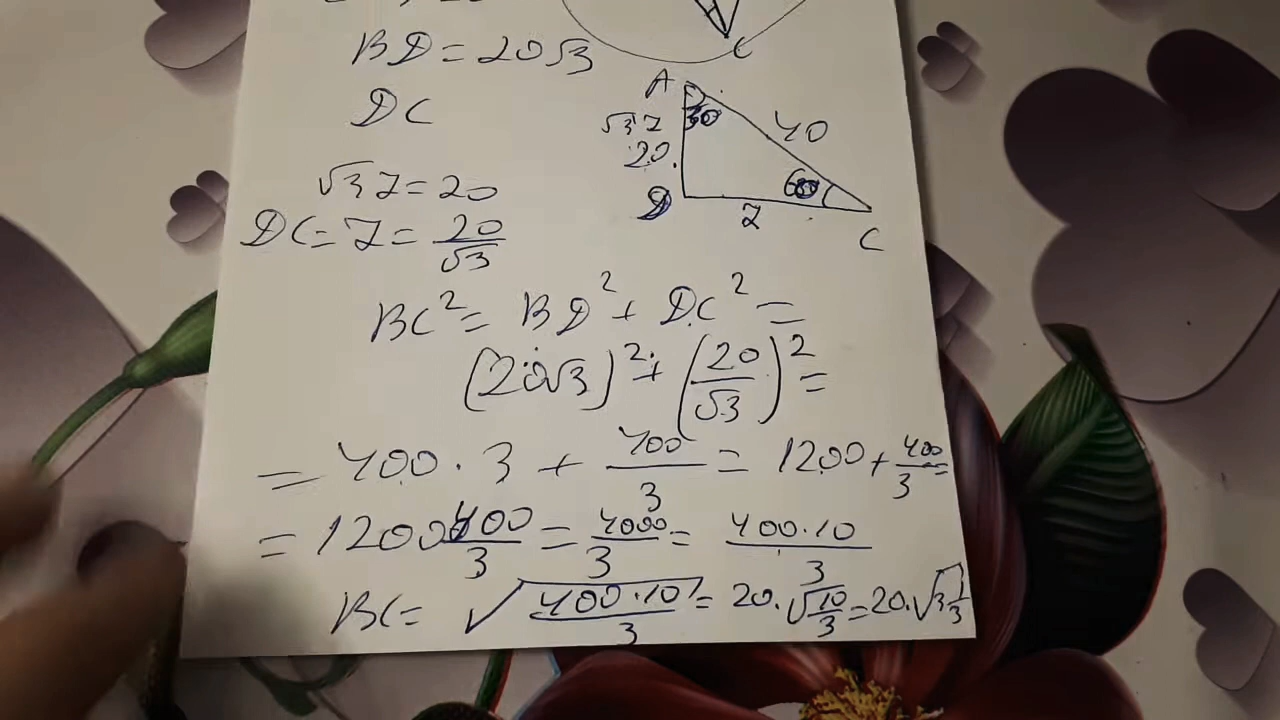 C
BD = 20√3
A
DC
√3 Z
30
40
20.
√3 Z = 20
60
D
Z
C
DC = Z = 20/√3
BC² = BD² + DC² =
(20√3)² + (20/√3)² =
= 400 · 3 + 400/3 = 1200 + 400/3 =
= 1200 400/3 = 4000/3 = 400·10/3
BC = √(400·10/3) = 20·√(10/3) = 20·√(3 1/3)